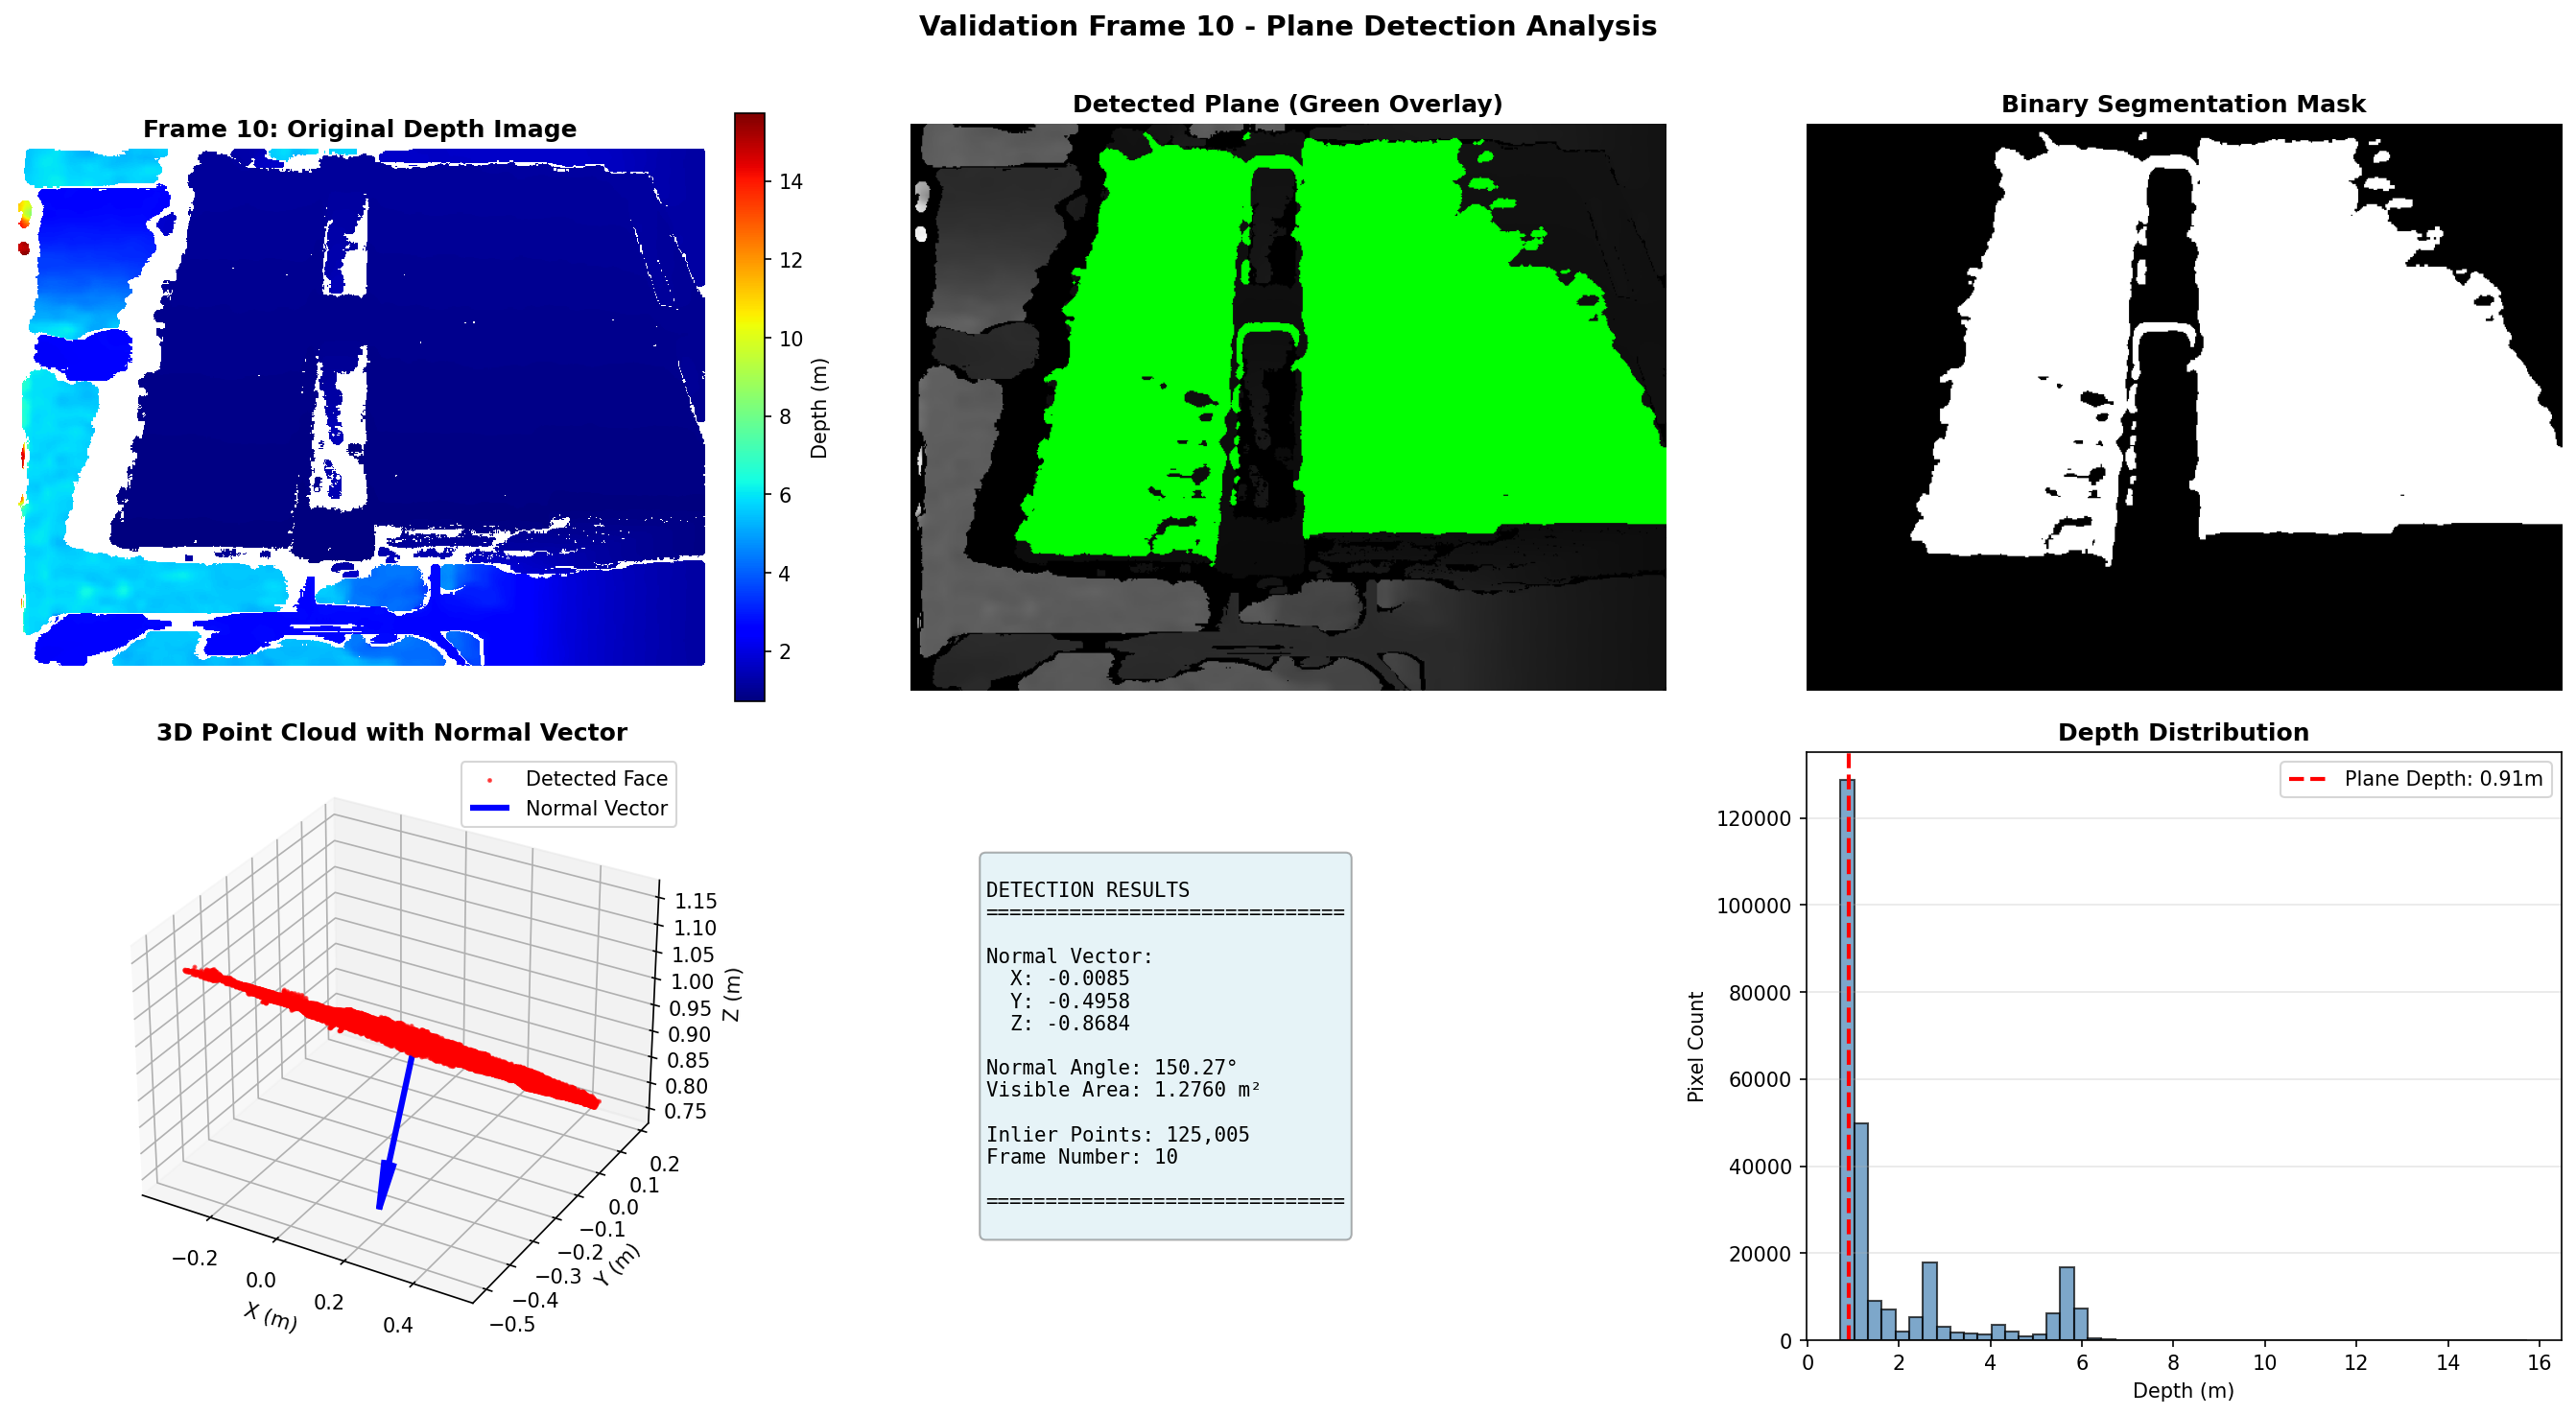 Validation Frame 10 - Plane Detection Analysis
Frame 10: Original Depth Image
14
12
10
8
6
4
2
Depth (m)
Detected Plane (Green Overlay)
Binary Segmentation Mask
3D Point Cloud with Normal Vector
Detected Face
Normal Vector
1.15
1.10
1.05
1.00
0.95
0.90
0.85
0.80
0.75
Z (m)
0.2
0.1
0.0
−0.1
−0.2
−0.3
−0.4
−0.5
Y (m)
−0.2
0.0
0.2
0.4
X (m)
DETECTION RESULTS
==============================
Normal Vector:
X: -0.0085
Y: -0.4958
Z: -0.8684
Normal Angle: 150.27°
Visible Area: 1.2760 m²
Inlier Points: 125,005
Frame Number: 10
==============================
Depth Distribution
Plane Depth: 0.91m
120000
100000
80000
60000
40000
20000
0
Pixel Count
0 2 4 6 8 10 12 14 16
Depth (m)